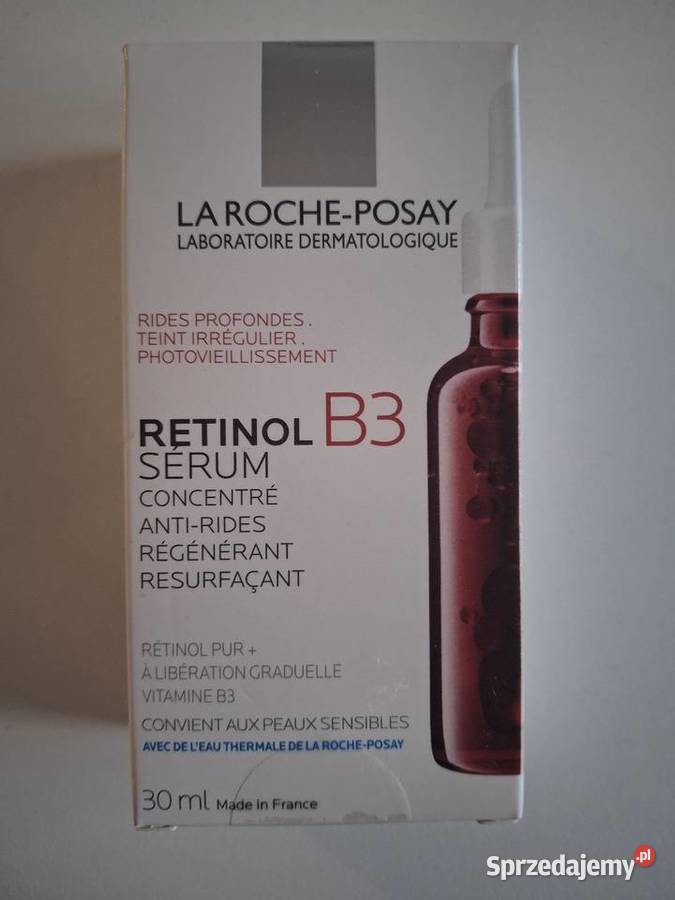 LA ROCHE-POSAY
LABORATOIRE DERMATOLOGIQUE
RIDES PROFONDES .
TEINT IRRÉGULIER .
PHOTOVIEILLISSEMENT
RETINOL B3
SÉRUM
CONCENTRÉ
ANTI-RIDES
RÉGÉNÉRANT
RESURFAÇANT
RÉTINOL PUR +
À LIBÉRATION GRADUELLE
VITAMINE B3
CONVIENT AUX PEAUX SENSIBLES
AVEC DE L'EAU THERMALE DE LA ROCHE-POSAY
30 ml Made in France
Sprzedajemy.pl